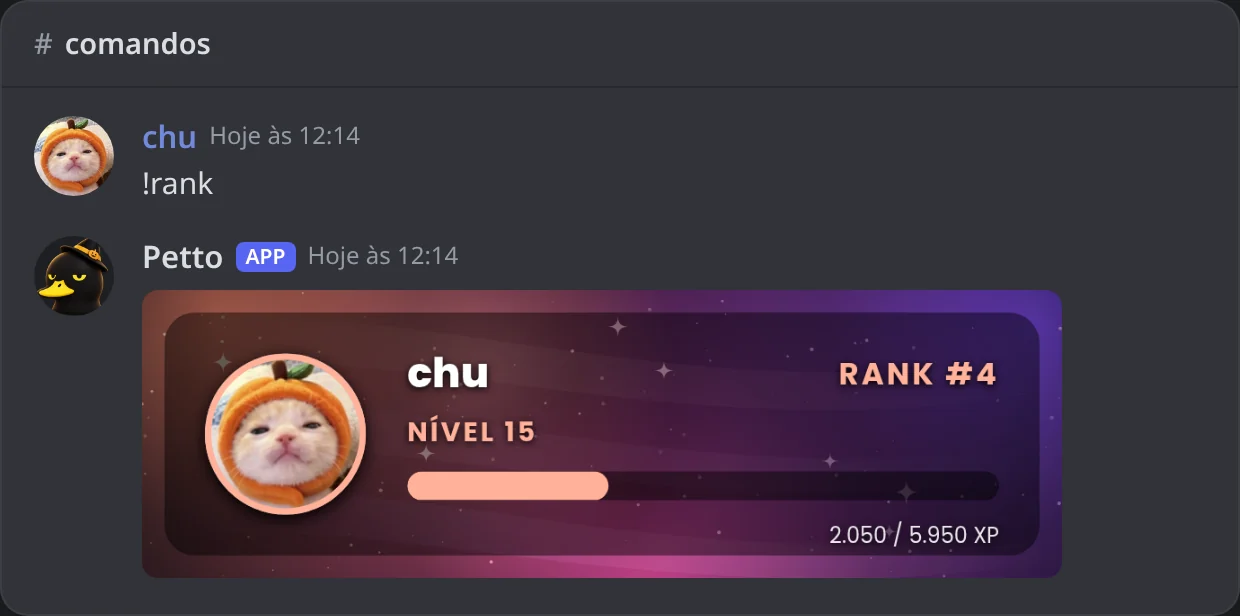 # comandos
chu Hoje às 12:14
!rank
Petto APP Hoje às 12:14
chu
RANK #4
NÍVEL 15
2.050 / 5.950 XP